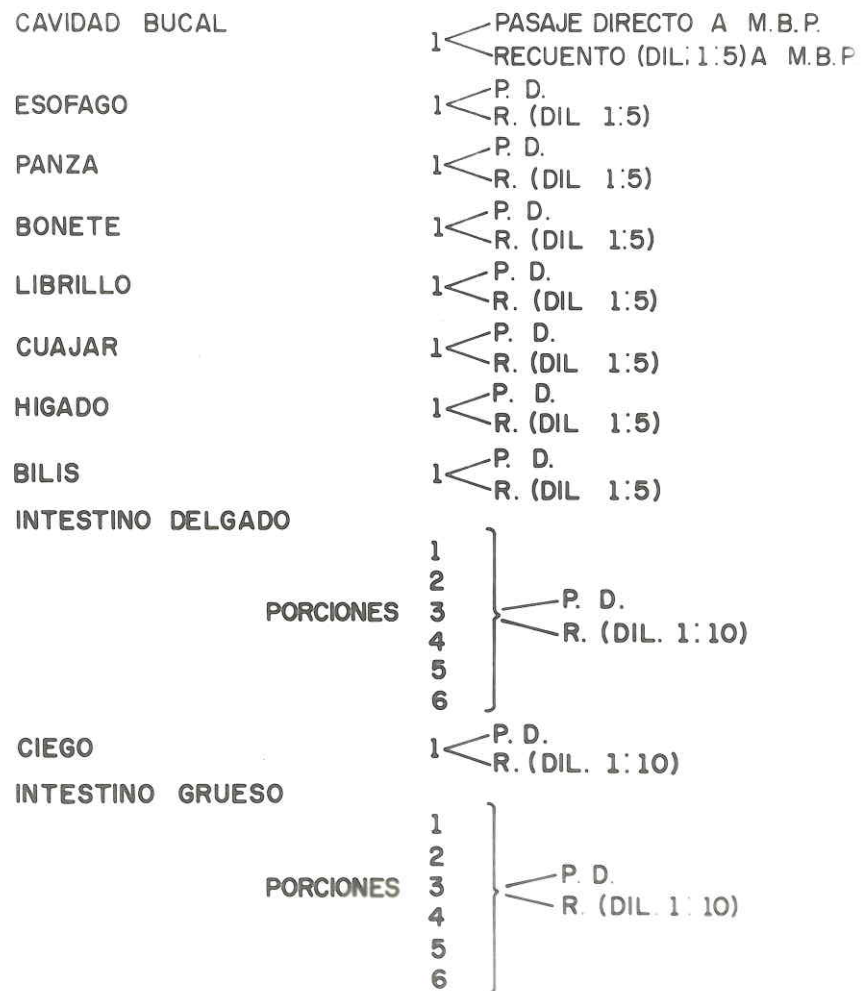 CAVIDAD BUCAL 1 PASAJE DIRECTO A M.B.P.
RECUENTO (DIL: 1:5) A M.B.P
ESOFAGO 1 P. D.
R. (DIL 1:5)
PANZA 1 P. D.
R. (DIL 1:5)
BONETE 1 P. D.
R. (DIL 1:5)
LIBRILLO 1 P. D.
R. (DIL 1:5)
CUAJAR 1 P. D.
R. (DIL 1:5)
HIGADO 1 P. D.
R. (DIL 1:5)
BILIS 1 P. D.
R. (DIL 1:5)
INTESTINO DELGADO
1
2
PORCIONES 3 P. D.
4 R. (DIL. 1:10)
5
6
CIEGO 1 P. D.
R. (DIL. 1:10)
INTESTINO GRUESO
1
2
PORCIONES 3 P. D.
4 R. (DIL. 1:10)
5
6